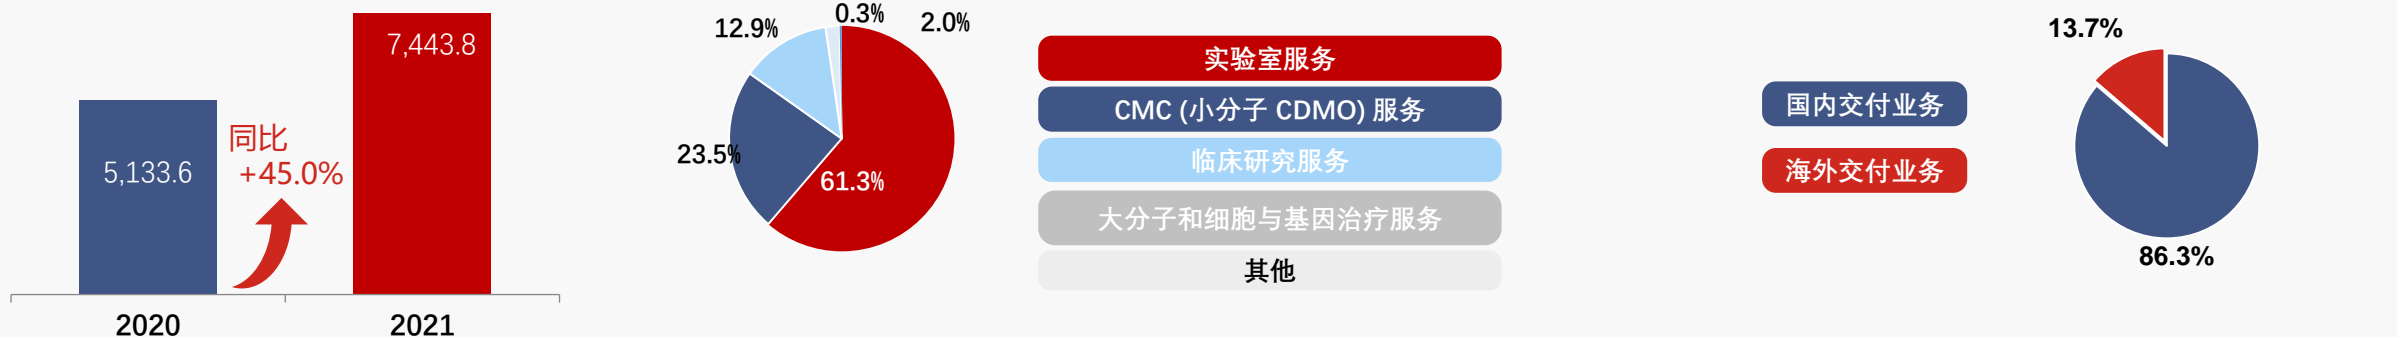 7,443.8
5,133.6
同比
+45.0%
2020
2021
12.9%
0.3%
2.0%
23.5%
61.3%
实验室服务
CMC (小分子 CDMO) 服务
临床研究服务
大分子和细胞与基因治疗服务
其他
国内交付业务
海外交付业务
13.7%
86.3%